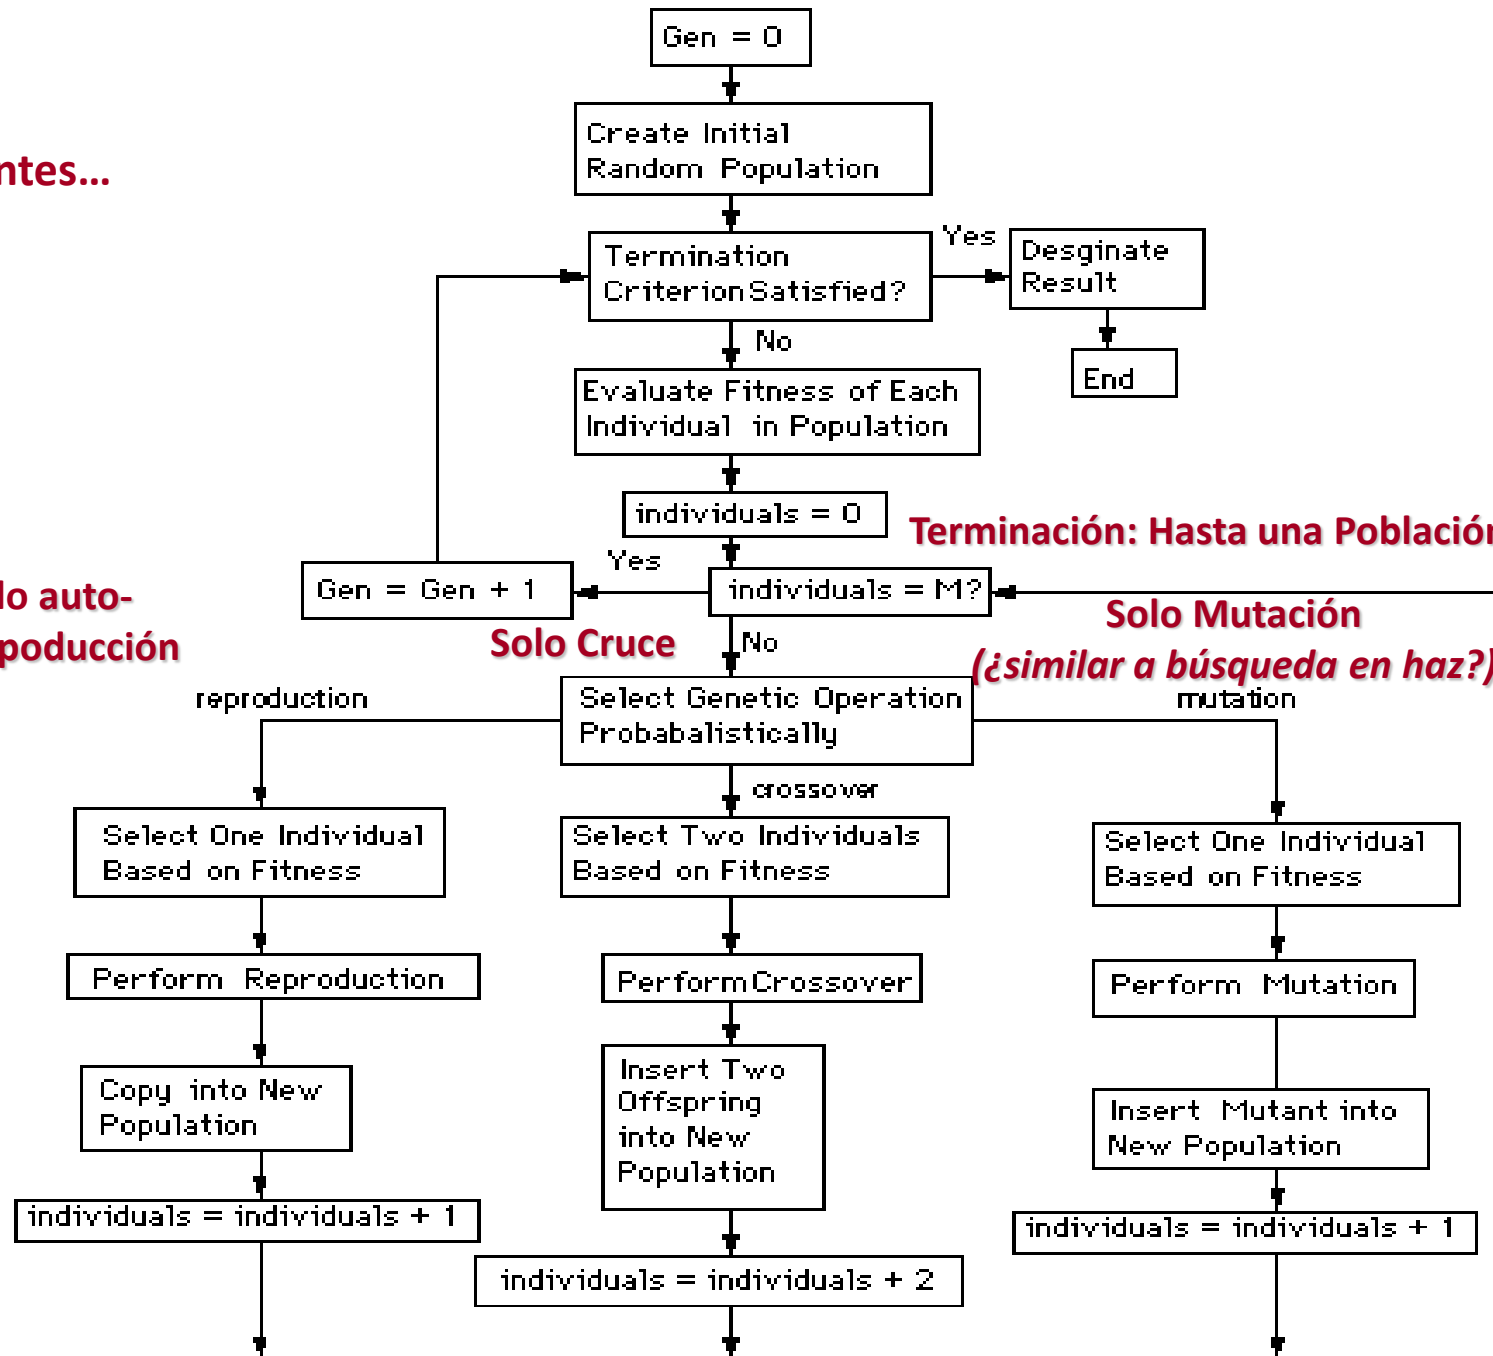 Gen = 0
Create Initial
Random Population
ntes...
Termination
Criterion Satisfied?
Yes
Desginate
Result
No
End
Evaluate Fitness of Each
Individual in Population
individuals = 0
Terminación: Hasta una Población
Yes
Gen = Gen + 1
individuals = M?
lo auto-
poducción
Solo Cruce
No
Solo Mutación
(¿similar a búsqueda en haz?)
reproduction
Select Genetic Operation
Probabalistically
mutation
crossover
Select One Individual
Based on Fitness
Select Two Individuals
Based on Fitness
Select One Individual
Based on Fitness
Perform Reproduction
Perform Crossover
Perform Mutation
Copy into New
Population
Insert Two
Offspring
into New
Population
Insert Mutant into
New Population
individuals = individuals + 1
individuals = individuals + 2
individuals = individuals + 1